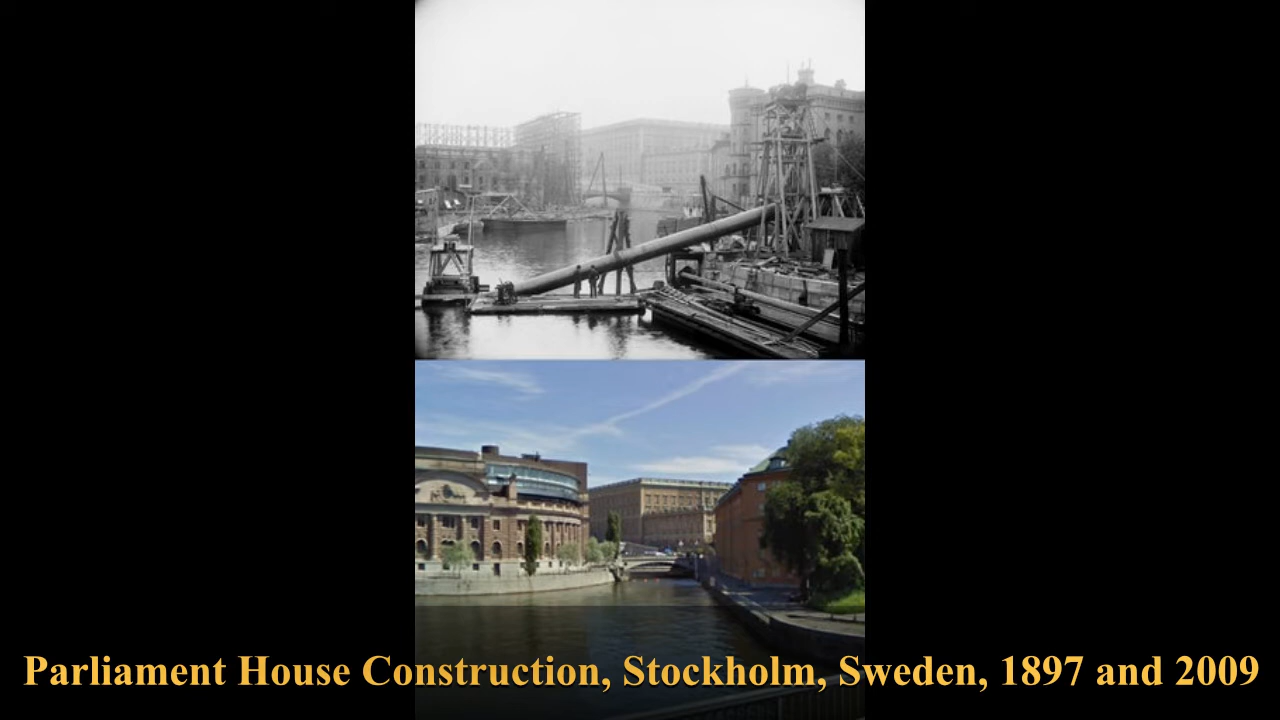 Parliament House Construction, Stockholm, Sweden, 1897 and 2009